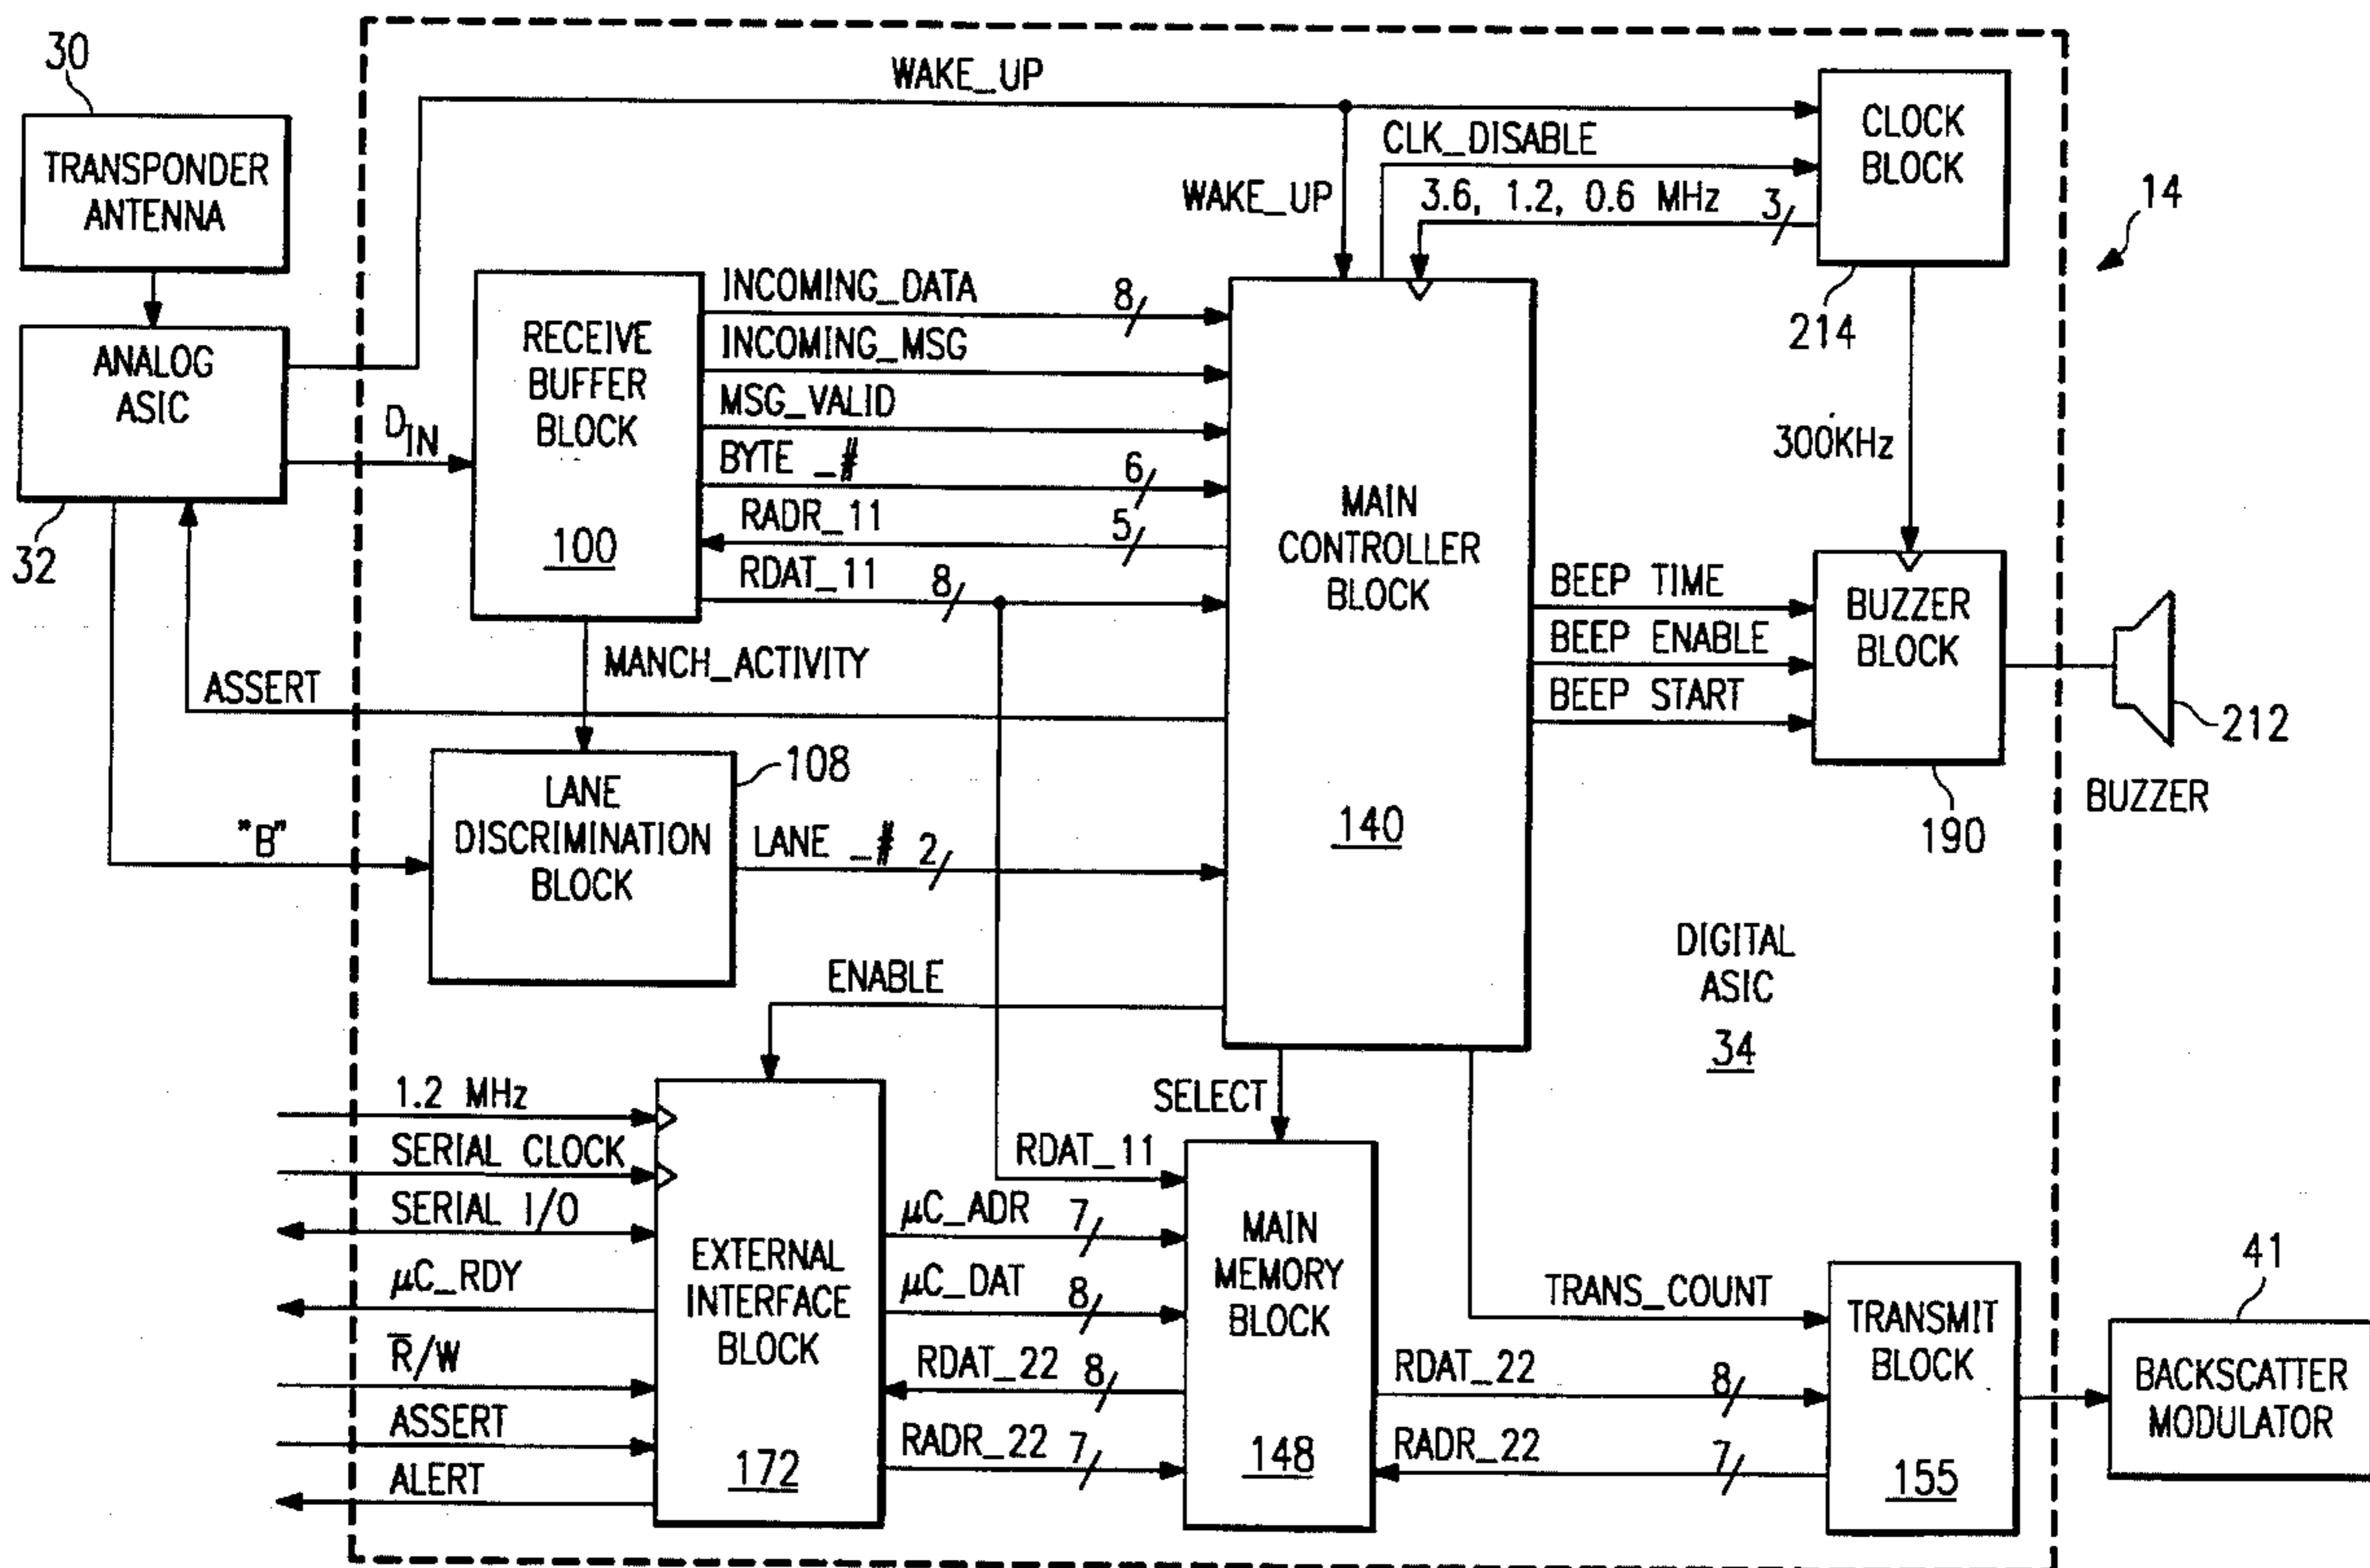 30
TRANSPONDER
ANTENNA
ANALOG
ASIC
32
WAKE_UP
WAKE_UP
CLK_DISABLE
3.6, 1.2, 0.6 MHz 3
CLOCK
BLOCK
214
14
D_IN
RECEIVE
BUFFER
BLOCK
100
INCOMING_DATA 8
INCOMING_MSG
MSG_VALID
BYTE _# 6
RADR_11 5
RDAT_11 8
MANCH_ACTIVITY
ASSERT
"B"
LANE
DISCRIMINATION
BLOCK
108
LANE _# 2
MAIN
CONTROLLER
BLOCK
140
300KHz
BEEP TIME
BEEP ENABLE
BEEP START
BUZZER
BLOCK
190
212
BUZZER
DIGITAL
ASIC
34
ENABLE
SELECT
1.2 MHz
SERIAL CLOCK
SERIAL I/O
μC_RDY
R̅/W
ASSERT
ALERT
EXTERNAL
INTERFACE
BLOCK
172
RDAT_11
μC_ADR 7
μC_DAT 8
RDAT_22 8
RADR_22 7
MAIN
MEMORY
BLOCK
148
TRANS_COUNT
RDAT_22 8
RADR_22 7
TRANSMIT
BLOCK
155
41
BACKSCATTER
MODULATOR